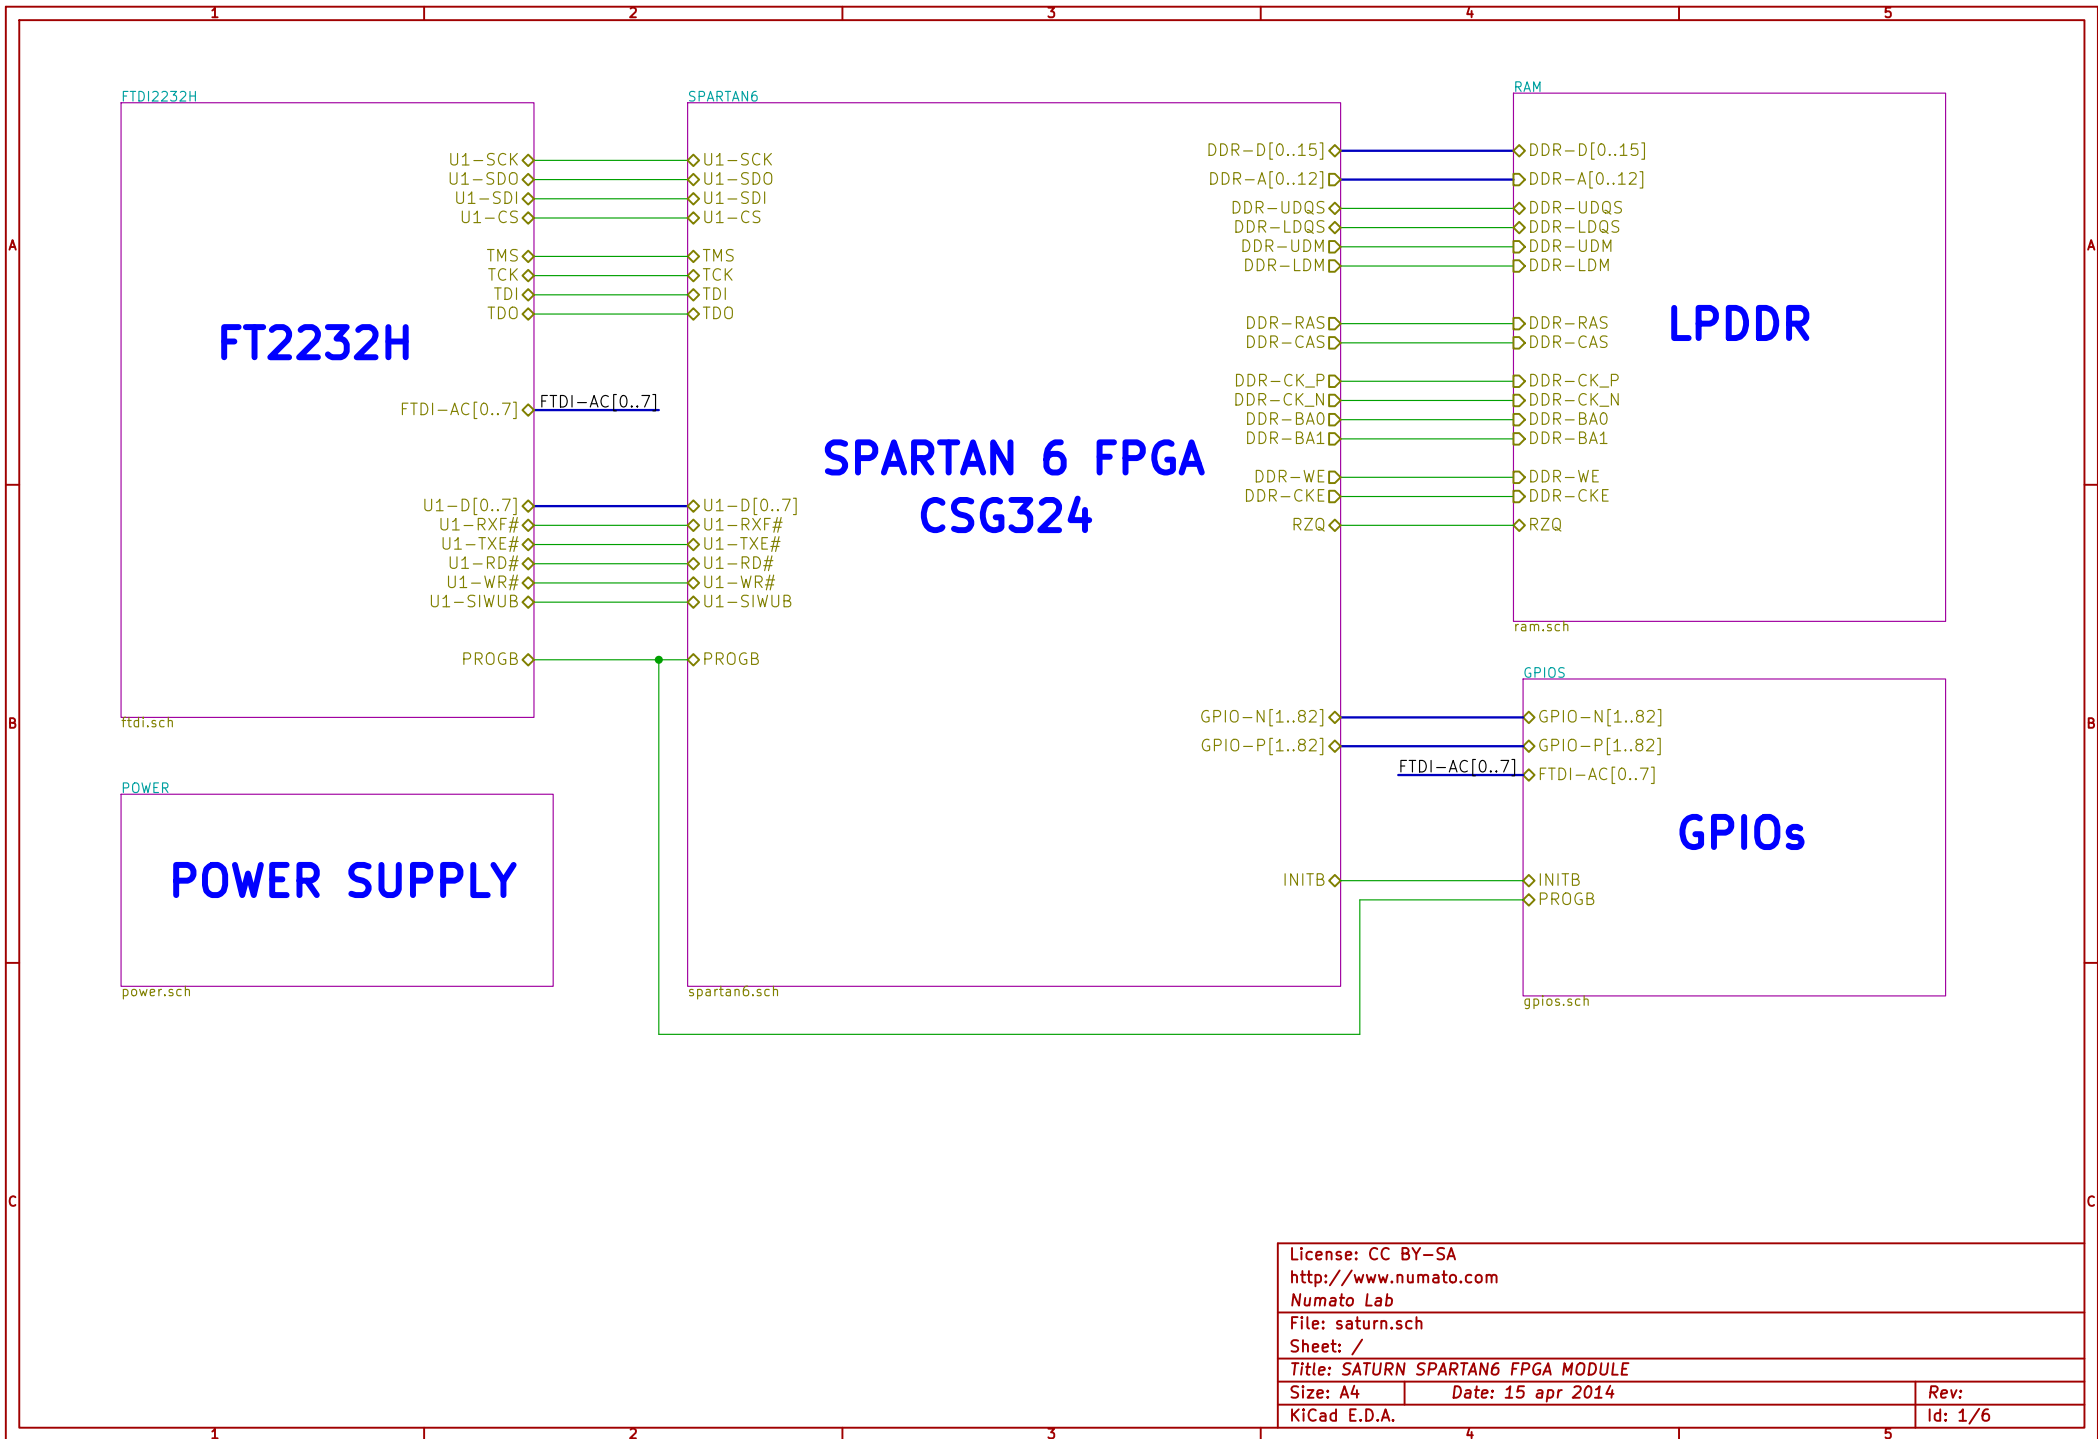 1 2 3 4 5
A A
B B
C C
1 2 3 4 5
FTDI2232H
U1-SCK
U1-SDO
U1-SDI
U1-CS
TMS
TCK
TDI
TDO
FT2232H
FTDI-AC[0..7]
FTDI-AC[0..7]
U1-D[0..7]
U1-RXF#
U1-TXE#
U1-RD#
U1-WR#
U1-SIWUB
PROGB
ftdi.sch
POWER
POWER SUPPLY
power.sch
SPARTAN6
U1-SCK
U1-SDO
U1-SDI
U1-CS
TMS
TCK
TDI
TDO
U1-D[0..7]
U1-RXF#
U1-TXE#
U1-RD#
U1-WR#
U1-SIWUB
PROGB
SPARTAN 6 FPGA
CSG324
DDR-D[0..15]
DDR-A[0..12]
DDR-UDQS
DDR-LDQS
DDR-UDM
DDR-LDM
DDR-RAS
DDR-CAS
DDR-CK_P
DDR-CK_N
DDR-BA0
DDR-BA1
DDR-WE
DDR-CKE
RZQ
GPIO-N[1..82]
GPIO-P[1..82]
INITB
spartan6.sch
RAM
DDR-D[0..15]
DDR-A[0..12]
DDR-UDQS
DDR-LDQS
DDR-UDM
DDR-LDM
DDR-RAS
DDR-CAS
DDR-CK_P
DDR-CK_N
DDR-BA0
DDR-BA1
DDR-WE
DDR-CKE
RZQ
LPDDR
ram.sch
GPIOS
GPIO-N[1..82]
GPIO-P[1..82]
FTDI-AC[0..7]
FTDI-AC[0..7]
GPIOs
INITB
PROGB
gpios.sch
License: CC BY-SA
http://www.numato.com
Numato Lab
File: saturn.sch
Sheet: /
Title: SATURN SPARTAN6 FPGA MODULE
Size: A4 Date: 15 apr 2014 Rev:
KiCad E.D.A. Id: 1/6